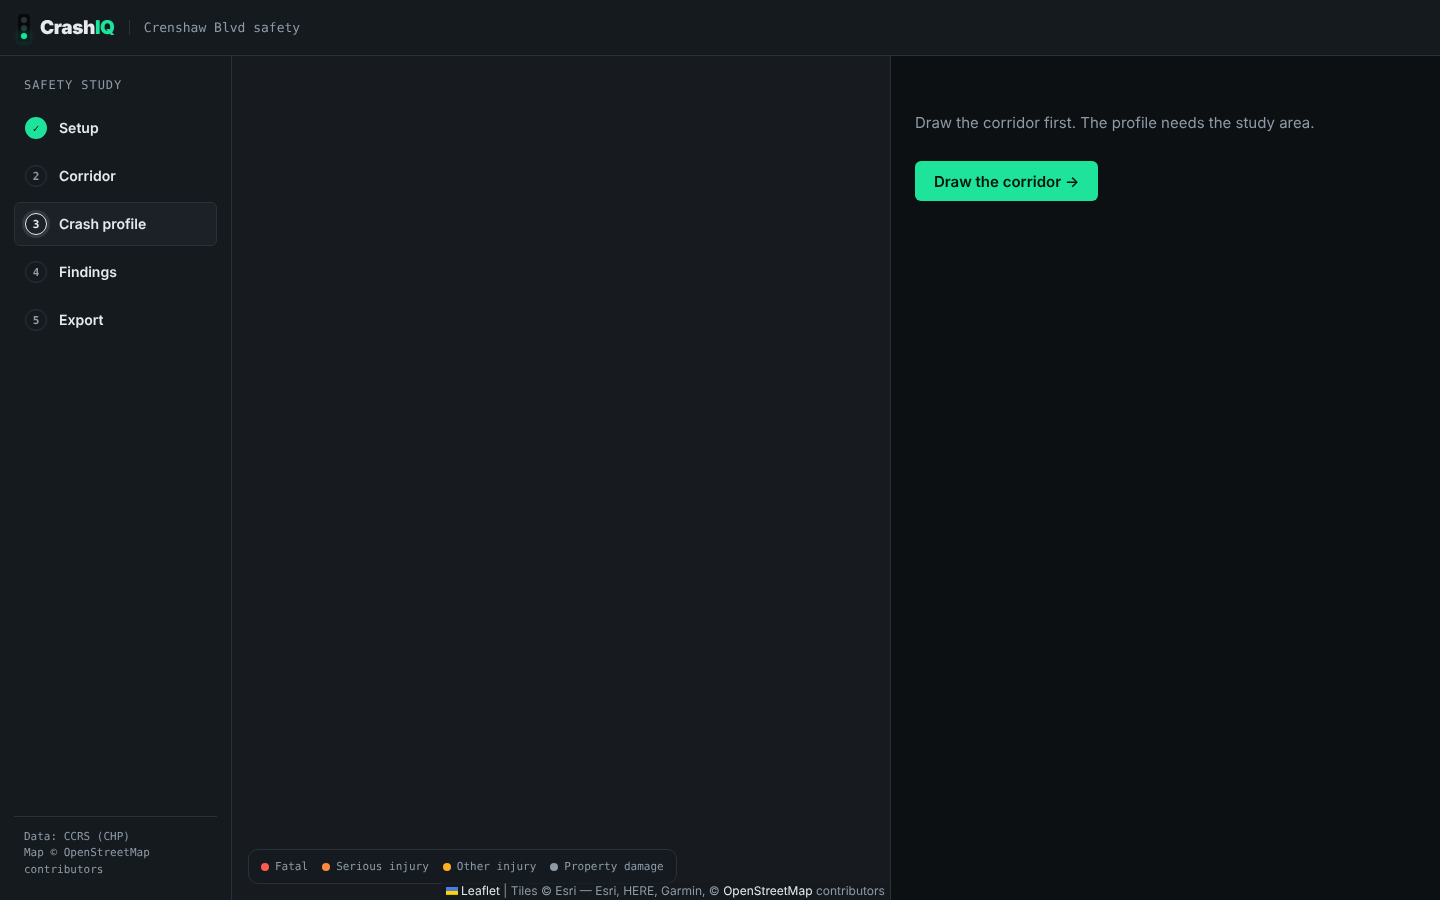 CrashIQ
Crenshaw Blvd safety
SAFETY STUDY
✓ Setup
2 Corridor
3 Crash profile
4 Findings
5 Export
Data: CCRS (CHP)
Map © OpenStreetMap
contributors
Fatal Serious injury Other injury Property damage
Leaflet | Tiles © Esri — Esri, HERE, Garmin, © OpenStreetMap contributors
Draw the corridor first. The profile needs the study area.
Draw the corridor →